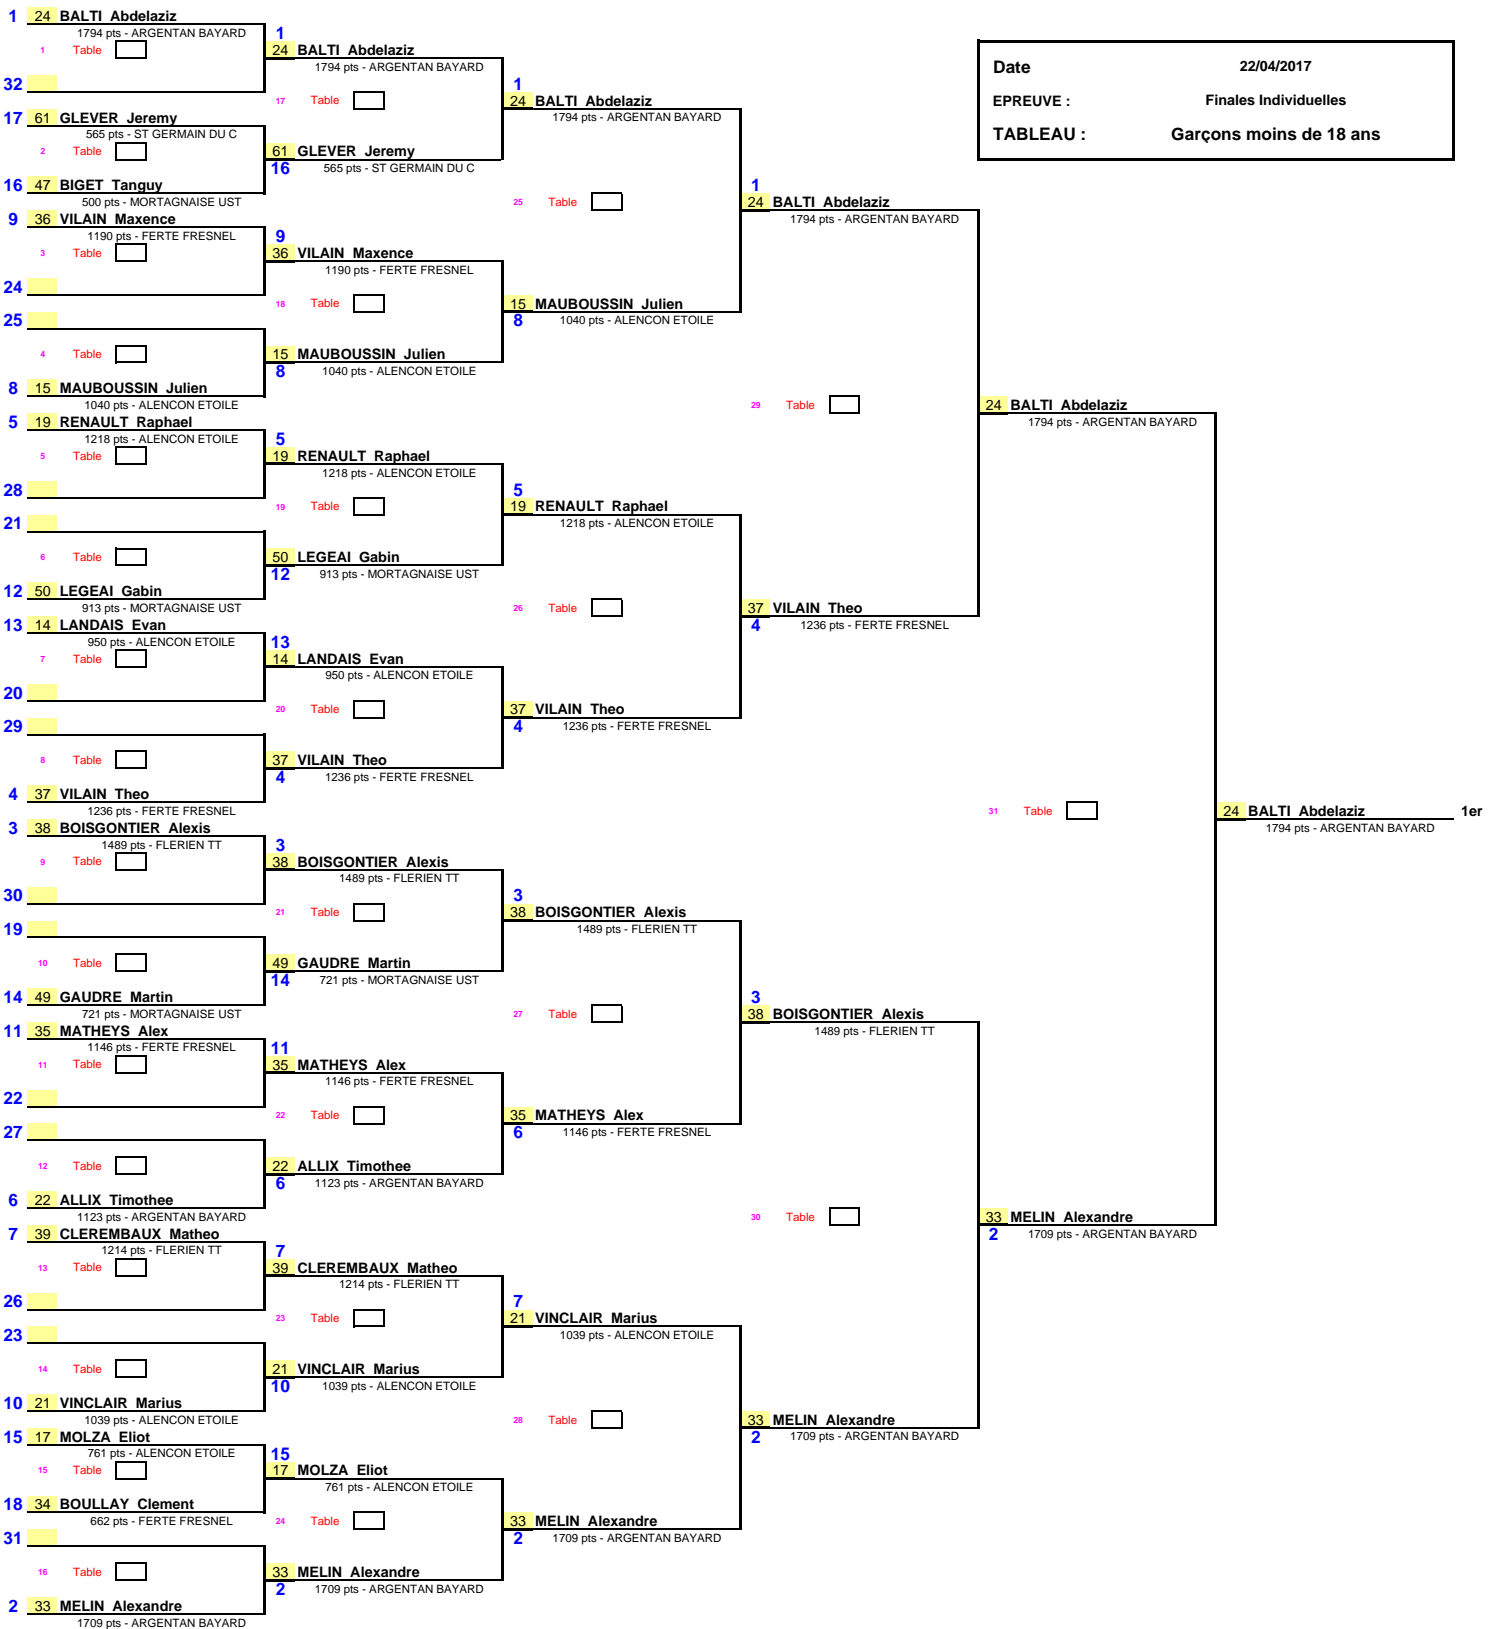 Date 22/04/2017
EPREUVE : Finales Individuelles
TABLEAU : Garçons moins de 18 ans
1 24 BALTI Abdelaziz
1794 pts - ARGENTAN BAYARD
1 Table
32
17 61 GLEVER Jeremy
565 pts - ST GERMAIN DU C
2 Table
16 47 BIGET Tanguy
500 pts - MORTAGNAISE UST
9 36 VILAIN Maxence
1190 pts - FERTE FRESNEL
3 Table
24
25
4 Table
8 15 MAUBOUSSIN Julien
1040 pts - ALENCON ETOILE
5 19 RENAULT Raphael
1218 pts - ALENCON ETOILE
5 Table
28
21
6 Table
12 50 LEGEAI Gabin
913 pts - MORTAGNAISE UST
13 14 LANDAIS Evan
950 pts - ALENCON ETOILE
7 Table
20
29
8 Table
4 37 VILAIN Theo
1236 pts - FERTE FRESNEL
3 38 BOISGONTIER Alexis
1489 pts - FLERIEN TT
9 Table
30
19
10 Table
14 49 GAUDRE Martin
721 pts - MORTAGNAISE UST
11 35 MATHEYS Alex
1146 pts - FERTE FRESNEL
11 Table
22
27
12 Table
6 22 ALLIX Timothee
1123 pts - ARGENTAN BAYARD
7 39 CLEREMBAUX Matheo
1214 pts - FLERIEN TT
13 Table
26
23
14 Table
10 21 VINCLAIR Marius
1039 pts - ALENCON ETOILE
15 17 MOLZA Eliot
761 pts - ALENCON ETOILE
15 Table
18 34 BOULLAY Clement
662 pts - FERTE FRESNEL
31
16 Table
2 33 MELIN Alexandre
1709 pts - ARGENTAN BAYARD
1
24 BALTI Abdelaziz
1794 pts - ARGENTAN BAYARD
17 Table
61 GLEVER Jeremy
16 565 pts - ST GERMAIN DU C
9
36 VILAIN Maxence
1190 pts - FERTE FRESNEL
18 Table
15 MAUBOUSSIN Julien
8 1040 pts - ALENCON ETOILE
5
19 RENAULT Raphael
1218 pts - ALENCON ETOILE
19 Table
50 LEGEAI Gabin
12 913 pts - MORTAGNAISE UST
13
14 LANDAIS Evan
950 pts - ALENCON ETOILE
20 Table
37 VILAIN Theo
4 1236 pts - FERTE FRESNEL
3
38 BOISGONTIER Alexis
1489 pts - FLERIEN TT
21 Table
49 GAUDRE Martin
14 721 pts - MORTAGNAISE UST
11
35 MATHEYS Alex
1146 pts - FERTE FRESNEL
22 Table
22 ALLIX Timothee
6 1123 pts - ARGENTAN BAYARD
7
39 CLEREMBAUX Matheo
1214 pts - FLERIEN TT
23 Table
21 VINCLAIR Marius
10 1039 pts - ALENCON ETOILE
15
17 MOLZA Eliot
761 pts - ALENCON ETOILE
24 Table
33 MELIN Alexandre
2 1709 pts - ARGENTAN BAYARD
1
24 BALTI Abdelaziz
1794 pts - ARGENTAN BAYARD
25 Table
15 MAUBOUSSIN Julien
8 1040 pts - ALENCON ETOILE
5
19 RENAULT Raphael
1218 pts - ALENCON ETOILE
26 Table
37 VILAIN Theo
4 1236 pts - FERTE FRESNEL
3
38 BOISGONTIER Alexis
1489 pts - FLERIEN TT
27 Table
35 MATHEYS Alex
6 1146 pts - FERTE FRESNEL
7
21 VINCLAIR Marius
1039 pts - ALENCON ETOILE
28 Table
33 MELIN Alexandre
2 1709 pts - ARGENTAN BAYARD
1
24 BALTI Abdelaziz
1794 pts - ARGENTAN BAYARD
29 Table
37 VILAIN Theo
4 1236 pts - FERTE FRESNEL
3
38 BOISGONTIER Alexis
1489 pts - FLERIEN TT
30 Table
33 MELIN Alexandre
2 1709 pts - ARGENTAN BAYARD
24 BALTI Abdelaziz
1794 pts - ARGENTAN BAYARD
31 Table
33 MELIN Alexandre
2 1709 pts - ARGENTAN BAYARD
24 BALTI Abdelaziz 1er
1794 pts - ARGENTAN BAYARD